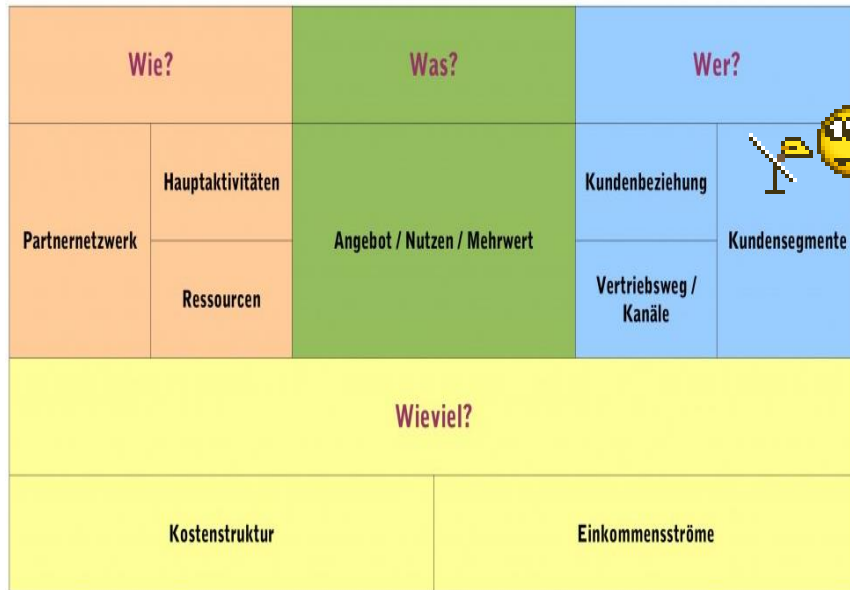 Wie?
Was?
Wer?
Partnernetzwerk
Hauptaktivitäten
Ressourcen
Angebot / Nutzen / Mehrwert
Kundenbeziehung
Vertriebsweg /
Kanäle
Kundensegmente
Wieviel?
Kostenstruktur
Einkommensströme